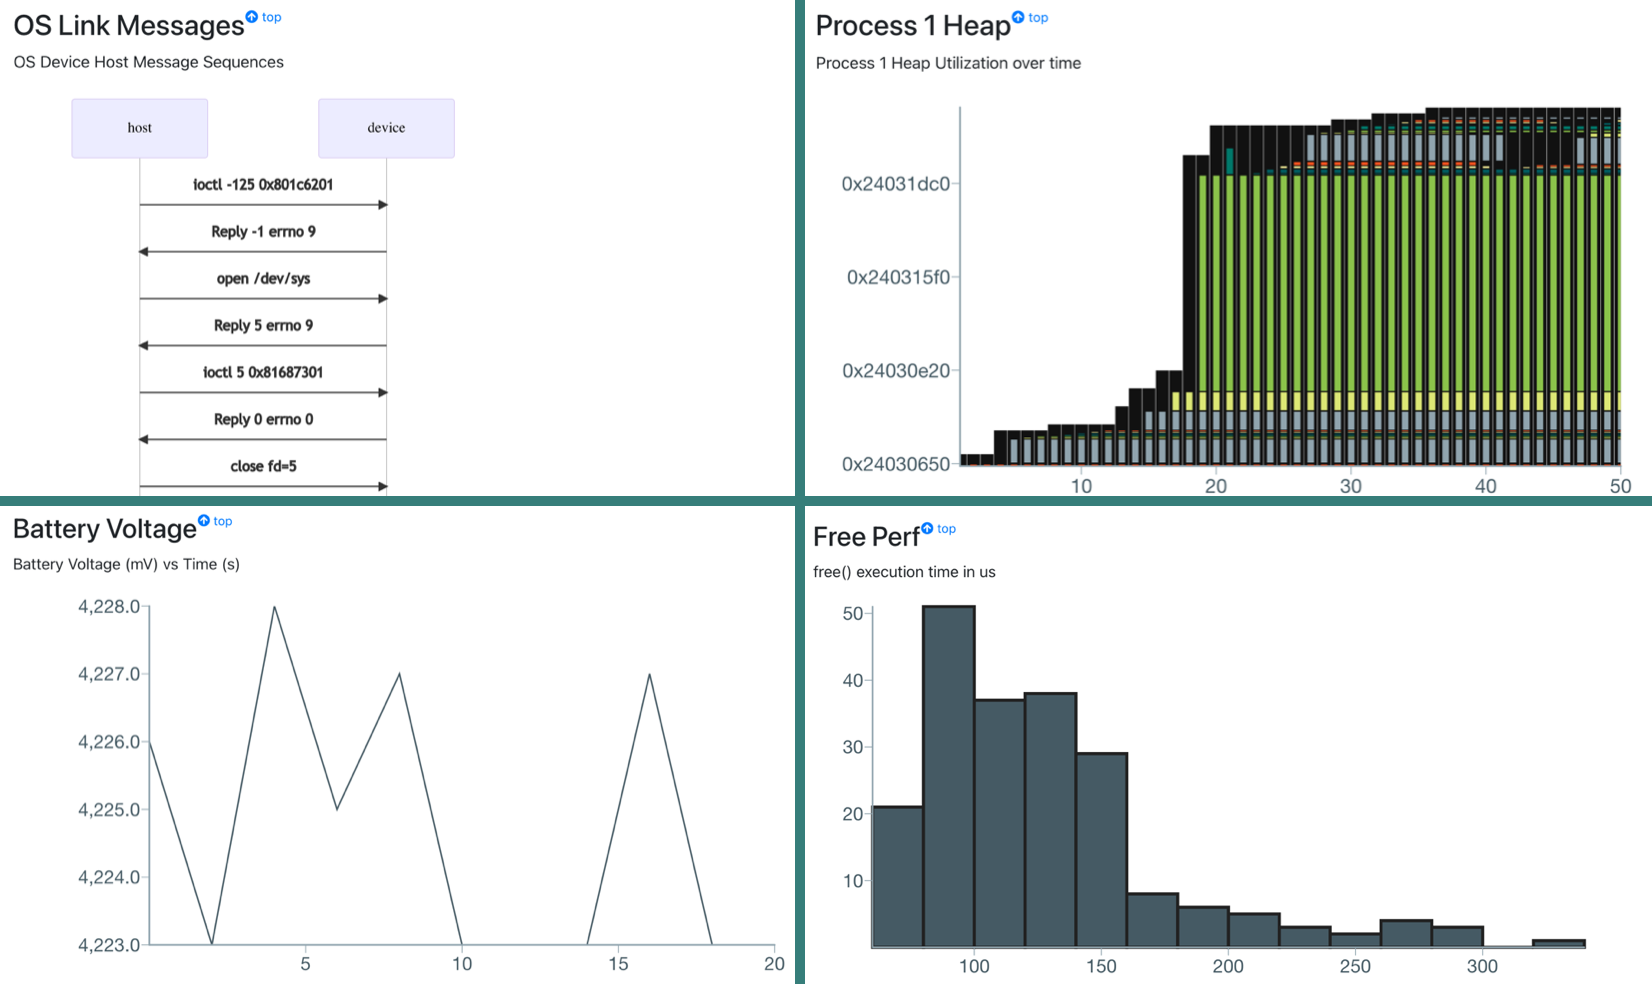 OS Link Messages top
OS Device Host Message Sequences
host
device
ioctl -125 0x801c6201
Reply -1 errno 9
open /dev/sys
Reply 5 errno 9
ioctl 5 0x81687301
Reply 0 errno 0
close fd=5
Process 1 Heap top
Process 1 Heap Utilization over time
0x24031dc0
0x240315f0
0x24030e20
0x24030650
10 20 30 40 50
Battery Voltage top
Battery Voltage (mV) vs Time (s)
4,228.0
4,227.0
4,226.0
4,225.0
4,224.0
4,223.0
5 10 15 20
Free Perf top
free() execution time in us
50
40
30
20
10
100 150 200 250 300